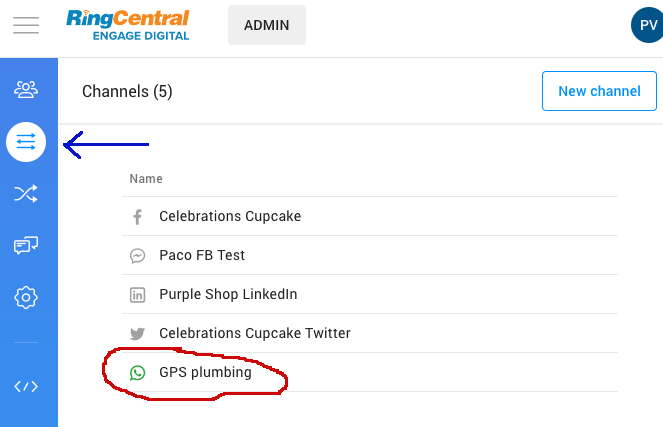 RingCentral
ENGAGE DIGITAL
ADMIN
PV
Channels (5)
New channel
Name
Celebrations Cupcake
Paco FB Test
Purple Shop LinkedIn
Celebrations Cupcake Twitter
GPS plumbing